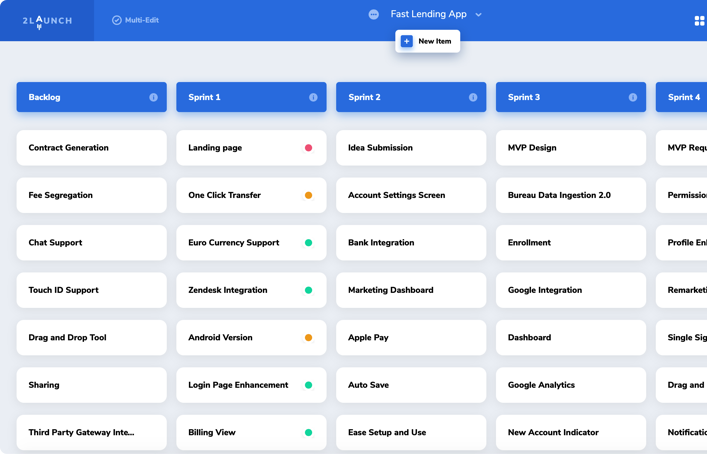 2LAUNCH
Multi-Edit
Fast Lending App
New Item
Backlog
Sprint 1
Sprint 2
Sprint 3
Sprint 4
Contract Generation
Landing page
Idea Submission
MVP Design
MVP Requ
Fee Segregation
One Click Transfer
Account Settings Screen
Bureau Data Ingestion 2.0
Permissio
Chat Support
Euro Currency Support
Bank Integration
Enrollment
Profile Enl
Touch ID Support
Zendesk Integration
Marketing Dashboard
Google Integration
Remarketi
Drag and Drop Tool
Android Version
Apple Pay
Dashboard
Single Sig
Sharing
Login Page Enhancement
Auto Save
Google Analytics
Drag and
Third Party Gateway Inte...
Billing View
Ease Setup and Use
New Account Indicator
Notificatio